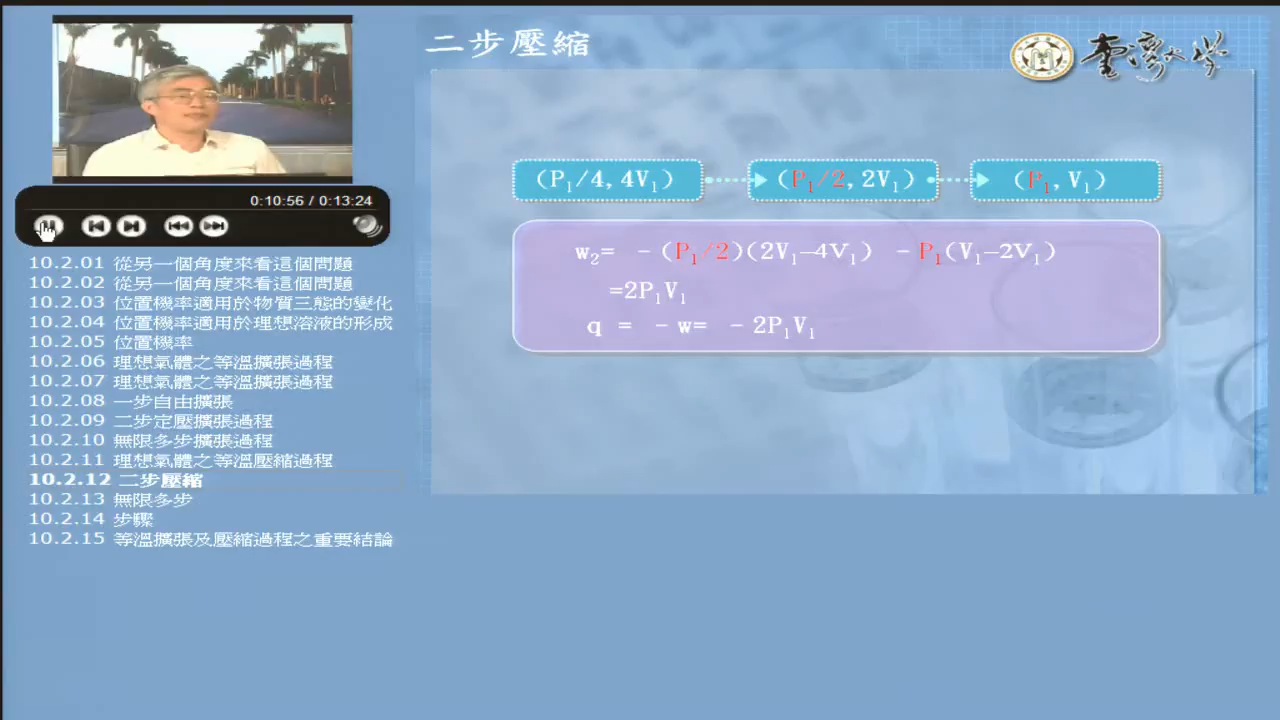 二步壓縮
臺灣大學
(P₁/4, 4V₁)
(P₁/2, 2V₁)
(P₁, V₁)
w₂= -(P₁/2)(2V₁–4V₁) -P₁(V₁–2V₁)
=2P₁V₁
q = -w= -2P₁V₁
0:10:56 / 0:13:24
10.2.01 從另一個角度來看這個問題
10.2.02 從另一個角度來看這個問題
10.2.03 位置機率適用於物質三態的變化
10.2.04 位置機率適用於理想溶液的形成
10.2.05 位置機率
10.2.06 理想氣體之等溫擴張過程
10.2.07 理想氣體之等溫擴張過程
10.2.08 一步自由擴張
10.2.09 二步定壓擴張過程
10.2.10 無限多步擴張過程
10.2.11 理想氣體之等溫壓縮過程
10.2.12 二步壓縮
10.2.13 無限多步
10.2.14 步驟
10.2.15 等溫擴張及壓縮過程之重要結論